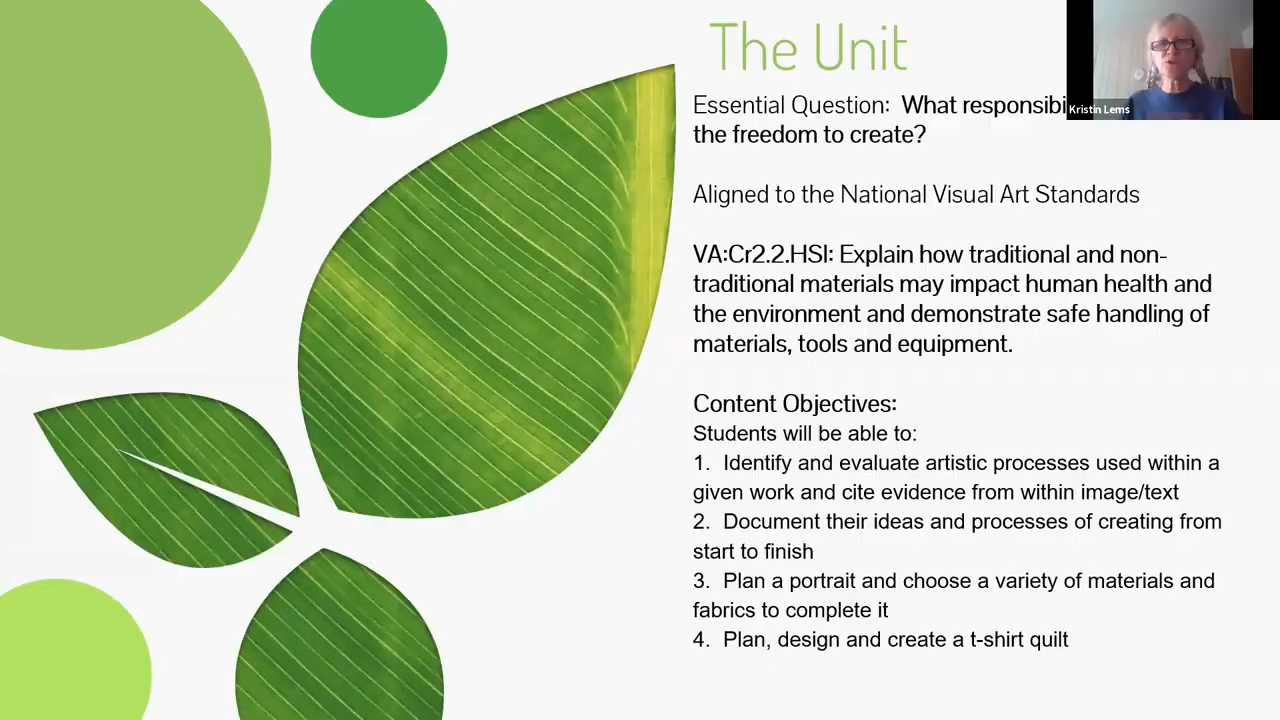 The Unit
Kristin Lems
Essential Question: What
the freedom to create?
Aligned to the National Visual Art Standards
VA:Cr2.2.HSI: Explain how traditional and non-
traditional materials may impact human health and
the environment and demonstrate safe handling of
materials, tools and equipment.
Content Objectives:
Students will be able to:
1. Identify and evaluate artistic processes used within a
given work and cite evidence from within image/text
2. Document their ideas and processes of creating from
start to finish
3. Plan a portrait and choose a variety of materials and
fabrics to complete it
4. Plan, design and create a t-shirt quilt